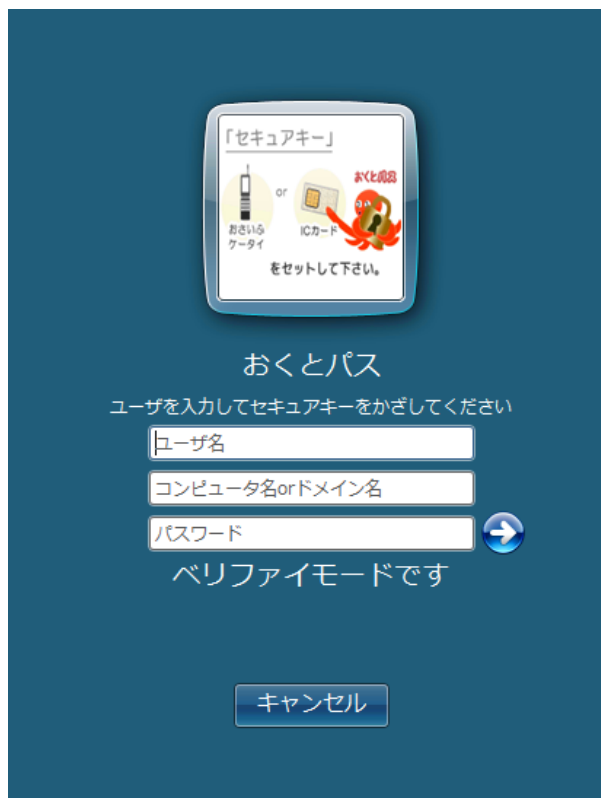 「セキュアキー」
or
おさいふ
ケータイ
ICカード
をセットして下さい。
おくとパス
ユーザを入力してセキュアキーをかざしてください
ユーザ名
コンピュータ名orドメイン名
パスワード
ベリファイモードです
キャンセル